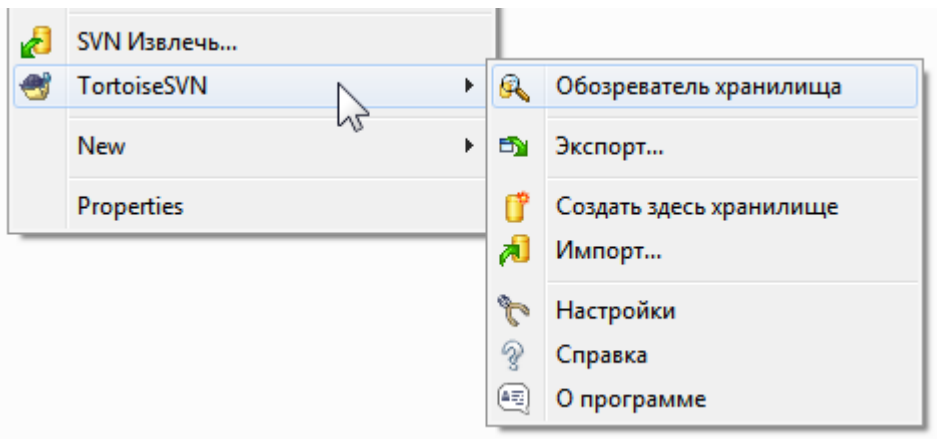 SVN Извлечь...
TortoiseSVN
New
Properties
Обозреватель хранилища
Экспорт...
Создать здесь хранилище
Импорт...
Настройки
Справка
О программе